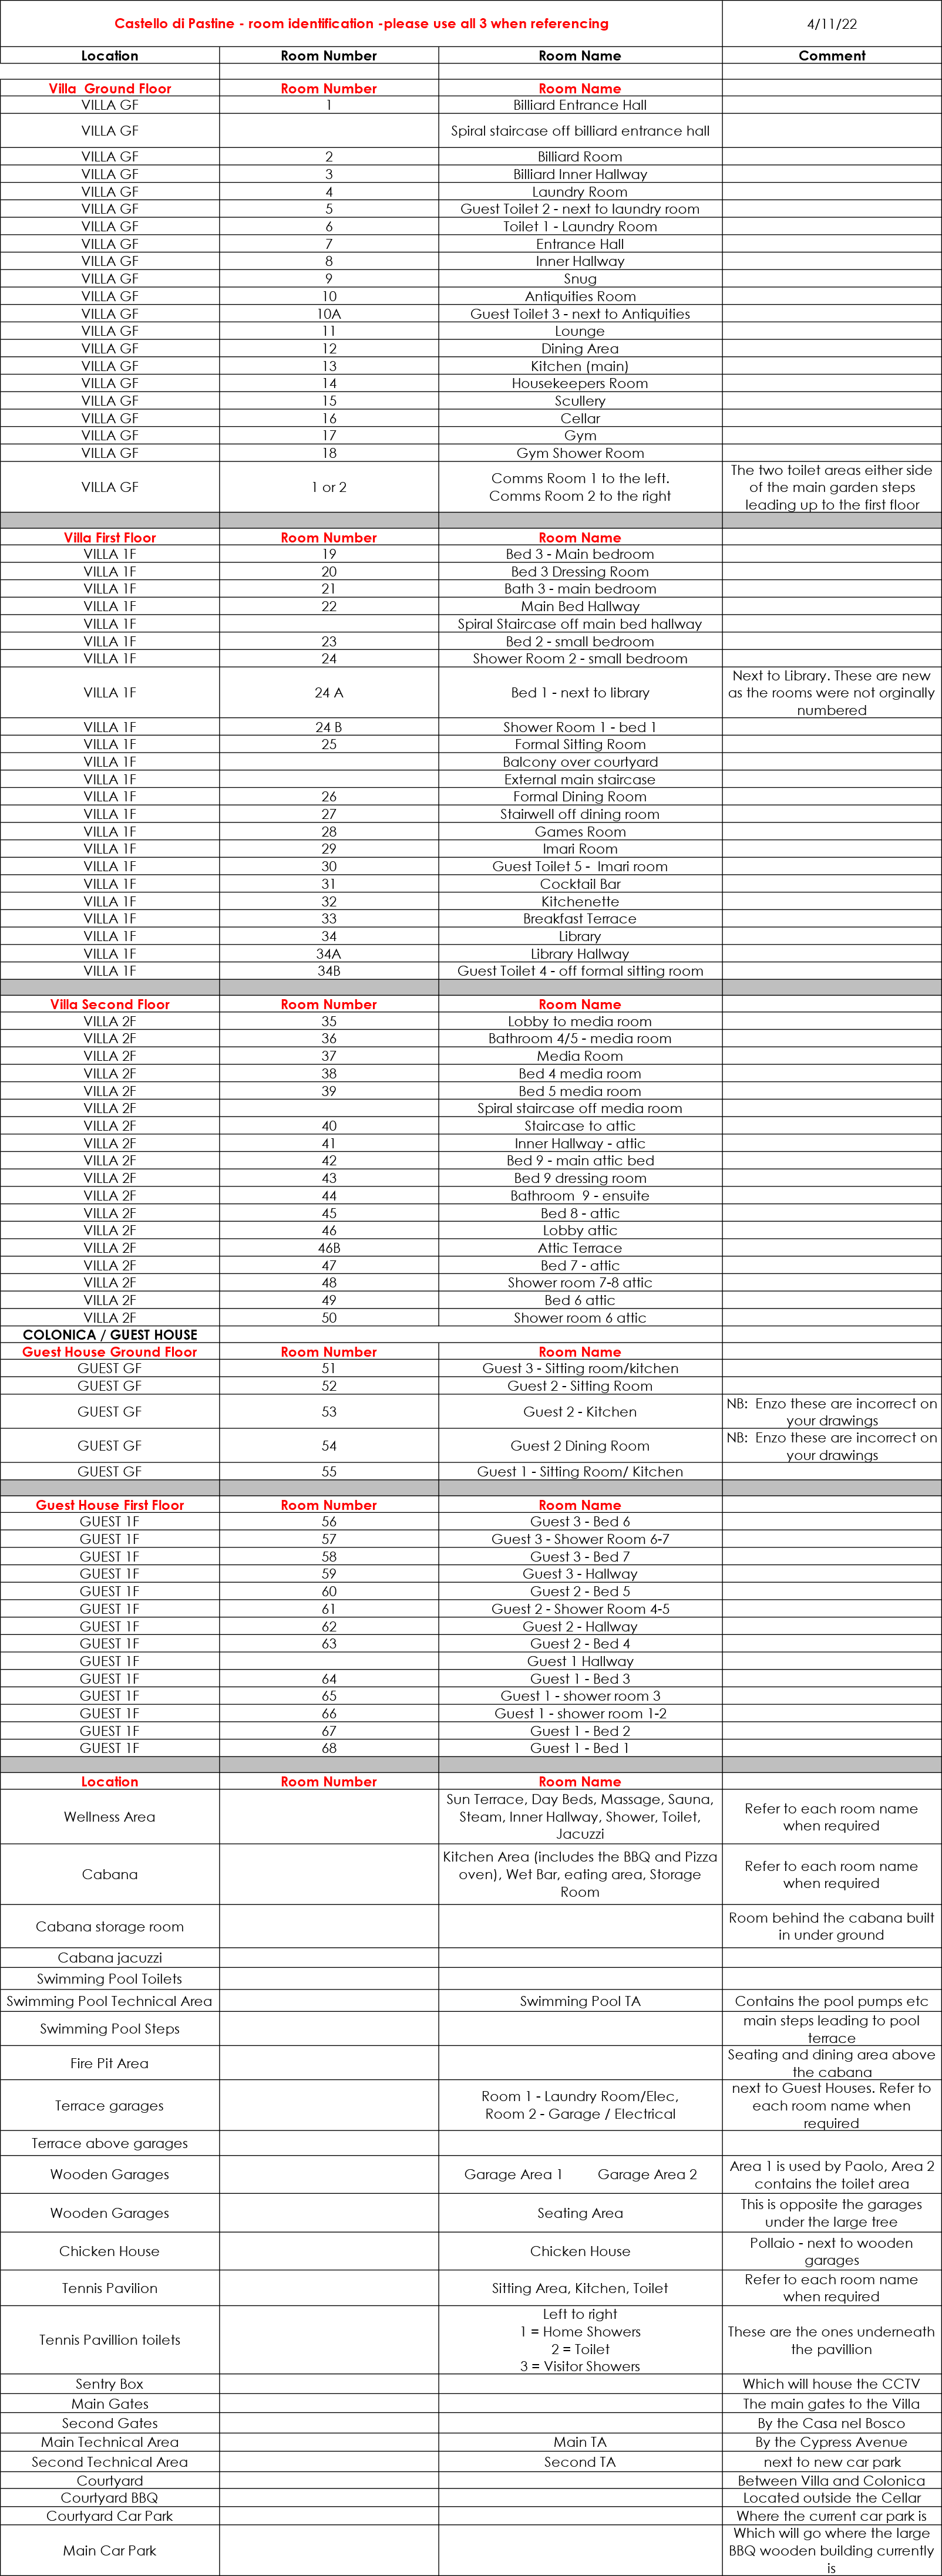 Castello di Pastine - room identification -please use all 3 when referencing 4/11/22
Location Room Number Room Name Comment
Villa Ground Floor Room Number Room Name
VILLA GF 1 Billiard Entrance Hall
VILLA GF Spiral staircase off billiard entrance hall
VILLA GF 2 Billiard Room
VILLA GF 3 Billiard Inner Hallway
VILLA GF 4 Laundry Room
VILLA GF 5 Guest Toilet 2 - next to laundry room
VILLA GF 6 Toilet 1 - Laundry Room
VILLA GF 7 Entrance Hall
VILLA GF 8 Inner Hallway
VILLA GF 9 Snug
VILLA GF 10 Antiquities Room
VILLA GF 10A Guest Toilet 3 - next to Antiquities
VILLA GF 11 Lounge
VILLA GF 12 Dining Area
VILLA GF 13 Kitchen (main)
VILLA GF 14 Housekeepers Room
VILLA GF 15 Scullery
VILLA GF 16 Cellar
VILLA GF 17 Gym
VILLA GF 18 Gym Shower Room
VILLA GF 1 or 2 Comms Room 1 to the left.
Comms Room 2 to the right
The two toilet areas either side
of the main garden steps
leading up to the first floor
Villa First Floor Room Number Room Name
VILLA 1F 19 Bed 3 - Main bedroom
VILLA 1F 20 Bed 3 Dressing Room
VILLA 1F 21 Bath 3 - main bedroom
VILLA 1F 22 Main Bed Hallway
VILLA 1F Spiral Staircase off main bed hallway
VILLA 1F 23 Bed 2 - small bedroom
VILLA 1F 24 Shower Room 2 - small bedroom
VILLA 1F 24 A Bed 1 - next to library
Next to Library. These are new
as the rooms were not orginally
numbered
VILLA 1F 24 B Shower Room 1 - bed 1
VILLA 1F 25 Formal Sitting Room
VILLA 1F Balcony over courtyard
VILLA 1F External main staircase
VILLA 1F 26 Formal Dining Room
VILLA 1F 27 Stairwell off dining room
VILLA 1F 28 Games Room
VILLA 1F 29 Imari Room
VILLA 1F 30 Guest Toilet 5 - Imari room
VILLA 1F 31 Cocktail Bar
VILLA 1F 32 Kitchenette
VILLA 1F 33 Breakfast Terrace
VILLA 1F 34 Library
VILLA 1F 34A Library Hallway
VILLA 1F 34B Guest Toilet 4 - off formal sitting room
Villa Second Floor Room Number Room Name
VILLA 2F 35 Lobby to media room
VILLA 2F 36 Bathroom 4/5 - media room
VILLA 2F 37 Media Room
VILLA 2F 38 Bed 4 media room
VILLA 2F 39 Bed 5 media room
VILLA 2F Spiral staircase off media room
VILLA 2F 40 Staircase to attic
VILLA 2F 41 Inner Hallway - attic
VILLA 2F 42 Bed 9 - main attic bed
VILLA 2F 43 Bed 9 dressing room
VILLA 2F 44 Bathroom 9 - ensuite
VILLA 2F 45 Bed 8 - attic
VILLA 2F 46 Lobby attic
VILLA 2F 46B Attic Terrace
VILLA 2F 47 Bed 7 - attic
VILLA 2F 48 Shower room 7-8 attic
VILLA 2F 49 Bed 6 attic
VILLA 2F 50 Shower room 6 attic
COLONICA / GUEST HOUSE
Guest House Ground Floor Room Number Room Name
GUEST GF 51 Guest 3 - Sitting room/kitchen
GUEST GF 52 Guest 2 - Sitting Room
GUEST GF 53 Guest 2 - Kitchen
NB: Enzo these are incorrect on
your drawings
GUEST GF 54 Guest 2 Dining Room
NB: Enzo these are incorrect on
your drawings
GUEST GF 55 Guest 1 - Sitting Room/ Kitchen
Guest House First Floor Room Number Room Name
GUEST 1F 56 Guest 3 - Bed 6
GUEST 1F 57 Guest 3 - Shower Room 6-7
GUEST 1F 58 Guest 3 - Bed 7
GUEST 1F 59 Guest 3 - Hallway
GUEST 1F 60 Guest 2 - Bed 5
GUEST 1F 61 Guest 2 - Shower Room 4-5
GUEST 1F 62 Guest 2 - Hallway
GUEST 1F 63 Guest 2 - Bed 4
GUEST 1F Guest 1 Hallway
GUEST 1F 64 Guest 1 - Bed 3
GUEST 1F 65 Guest 1 - shower room 3
GUEST 1F 66 Guest 1 - shower room 1-2
GUEST 1F 67 Guest 1 - Bed 2
GUEST 1F 68 Guest 1 - Bed 1
Location Room Number Room Name
Wellness Area
Sun Terrace, Day Beds, Massage, Sauna,
Steam, Inner Hallway, Shower, Toilet,
Jacuzzi
Refer to each room name
when required
Cabana
Kitchen Area (includes the BBQ and Pizza
oven), Wet Bar, eating area, Storage
Room
Refer to each room name
when required
Cabana storage room
Room behind the cabana built
in under ground
Cabana jacuzzi
Swimming Pool Toilets
Swimming Pool Technical Area Swimming Pool TA Contains the pool pumps etc
Swimming Pool Steps
main steps leading to pool
terrace
Fire Pit Area
Seating and dining area above
the cabana
Terrace garages
Room 1 - Laundry Room/Elec,
Room 2 - Garage / Electrical
next to Guest Houses. Refer to
each room name when
required
Terrace above garages
Wooden Garages Garage Area 1 Garage Area 2
Area 1 is used by Paolo, Area 2
contains the toilet area
Wooden Garages Seating Area
This is opposite the garages
under the large tree
Chicken House Chicken House
Pollaio - next to wooden
garages
Tennis Pavilion Sitting Area, Kitchen, Toilet
Refer to each room name
when required
Tennis Pavillion toilets
Left to right
1 = Home Showers
2 = Toilet
3 = Visitor Showers
These are the ones underneath
the pavillion
Sentry Box Which will house the CCTV
Main Gates The main gates to the Villa
Second Gates By the Casa nel Bosco
Main Technical Area Main TA By the Cypress Avenue
Second Technical Area Second TA next to new car park
Courtyard Between Villa and Colonica
Courtyard BBQ Located outside the Cellar
Courtyard Car Park Where the current car park is
Main Car Park
Which will go where the large
BBQ wooden building currently
is